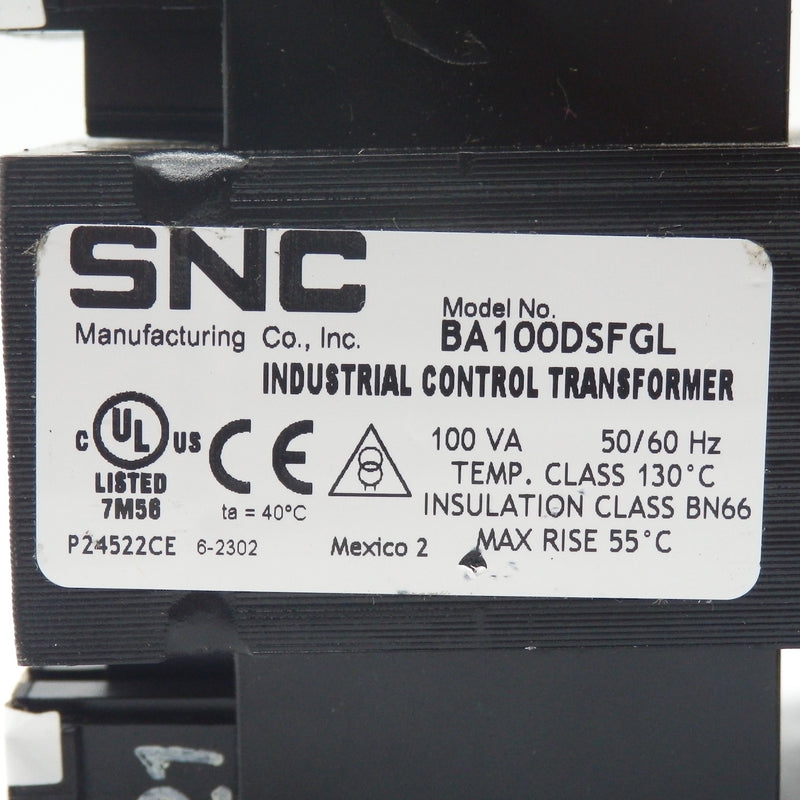 SNC
Manufacturing Co., Inc.
Model No.
BA100DSFGL
INDUSTRIAL CONTROL TRANSFORMER
C UL US
LISTED
7M56
CE
ta = 40°C
100 VA 50/60 Hz
TEMP. CLASS 130°C
INSULATION CLASS BN66
MAX RISE 55°C
P24522CE 6-2302 Mexico 2